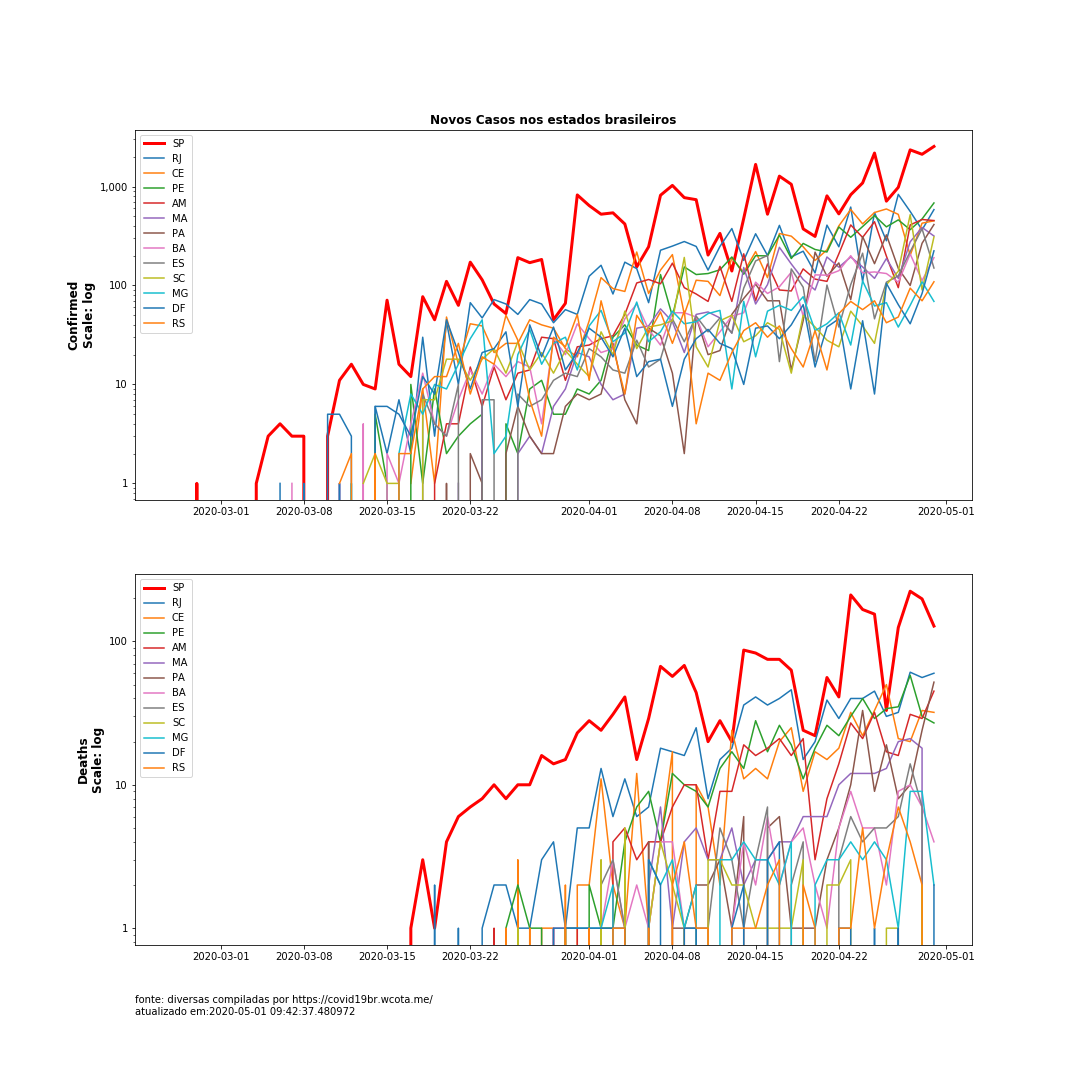 Novos Casos nos estados brasileiros
Confirmed
Scale: log
1,000
100
10
1
SP
RJ
CE
PE
AM
MA
PA
BA
ES
SC
MG
DF
RS
2020-03-01
2020-03-08
2020-03-15
2020-03-22
2020-04-01
2020-04-08
2020-04-15
2020-04-22
2020-05-01
Deaths
Scale: log
100
10
1
SP
RJ
CE
PE
AM
MA
PA
BA
ES
SC
MG
DF
RS
2020-03-01
2020-03-08
2020-03-15
2020-03-22
2020-04-01
2020-04-08
2020-04-15
2020-04-22
2020-05-01
fonte: diversas compiladas por https://covid19br.wcota.me/
atualizado em:2020-05-01 09:42:37.480972